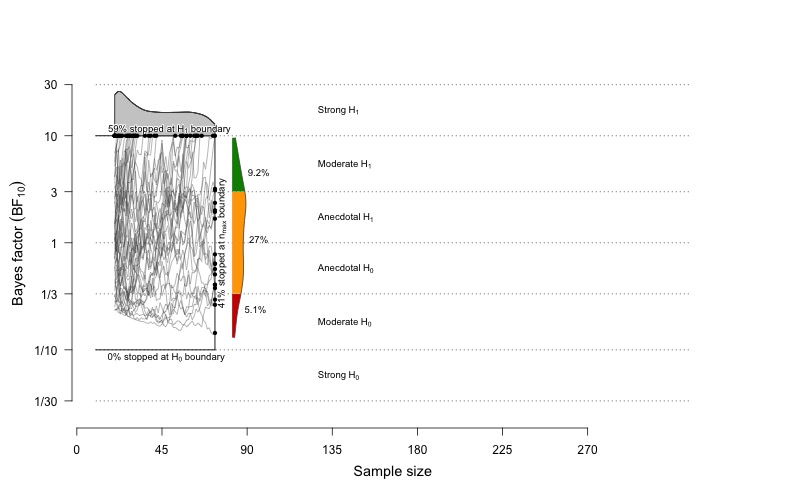 30
Strong H₁
59% stopped at H₁ boundary
10
Moderate H₁
9.2%
3
Anecdotal H₁
41% stopped at nₘₐₓ boundary
27%
1
Anecdotal H₀
1/3
5.1%
Moderate H₀
1/10
0% stopped at H₀ boundary
Strong H₀
1/30
Bayes factor (BF₁₀)
0 45 90 135 180 225 270
Sample size